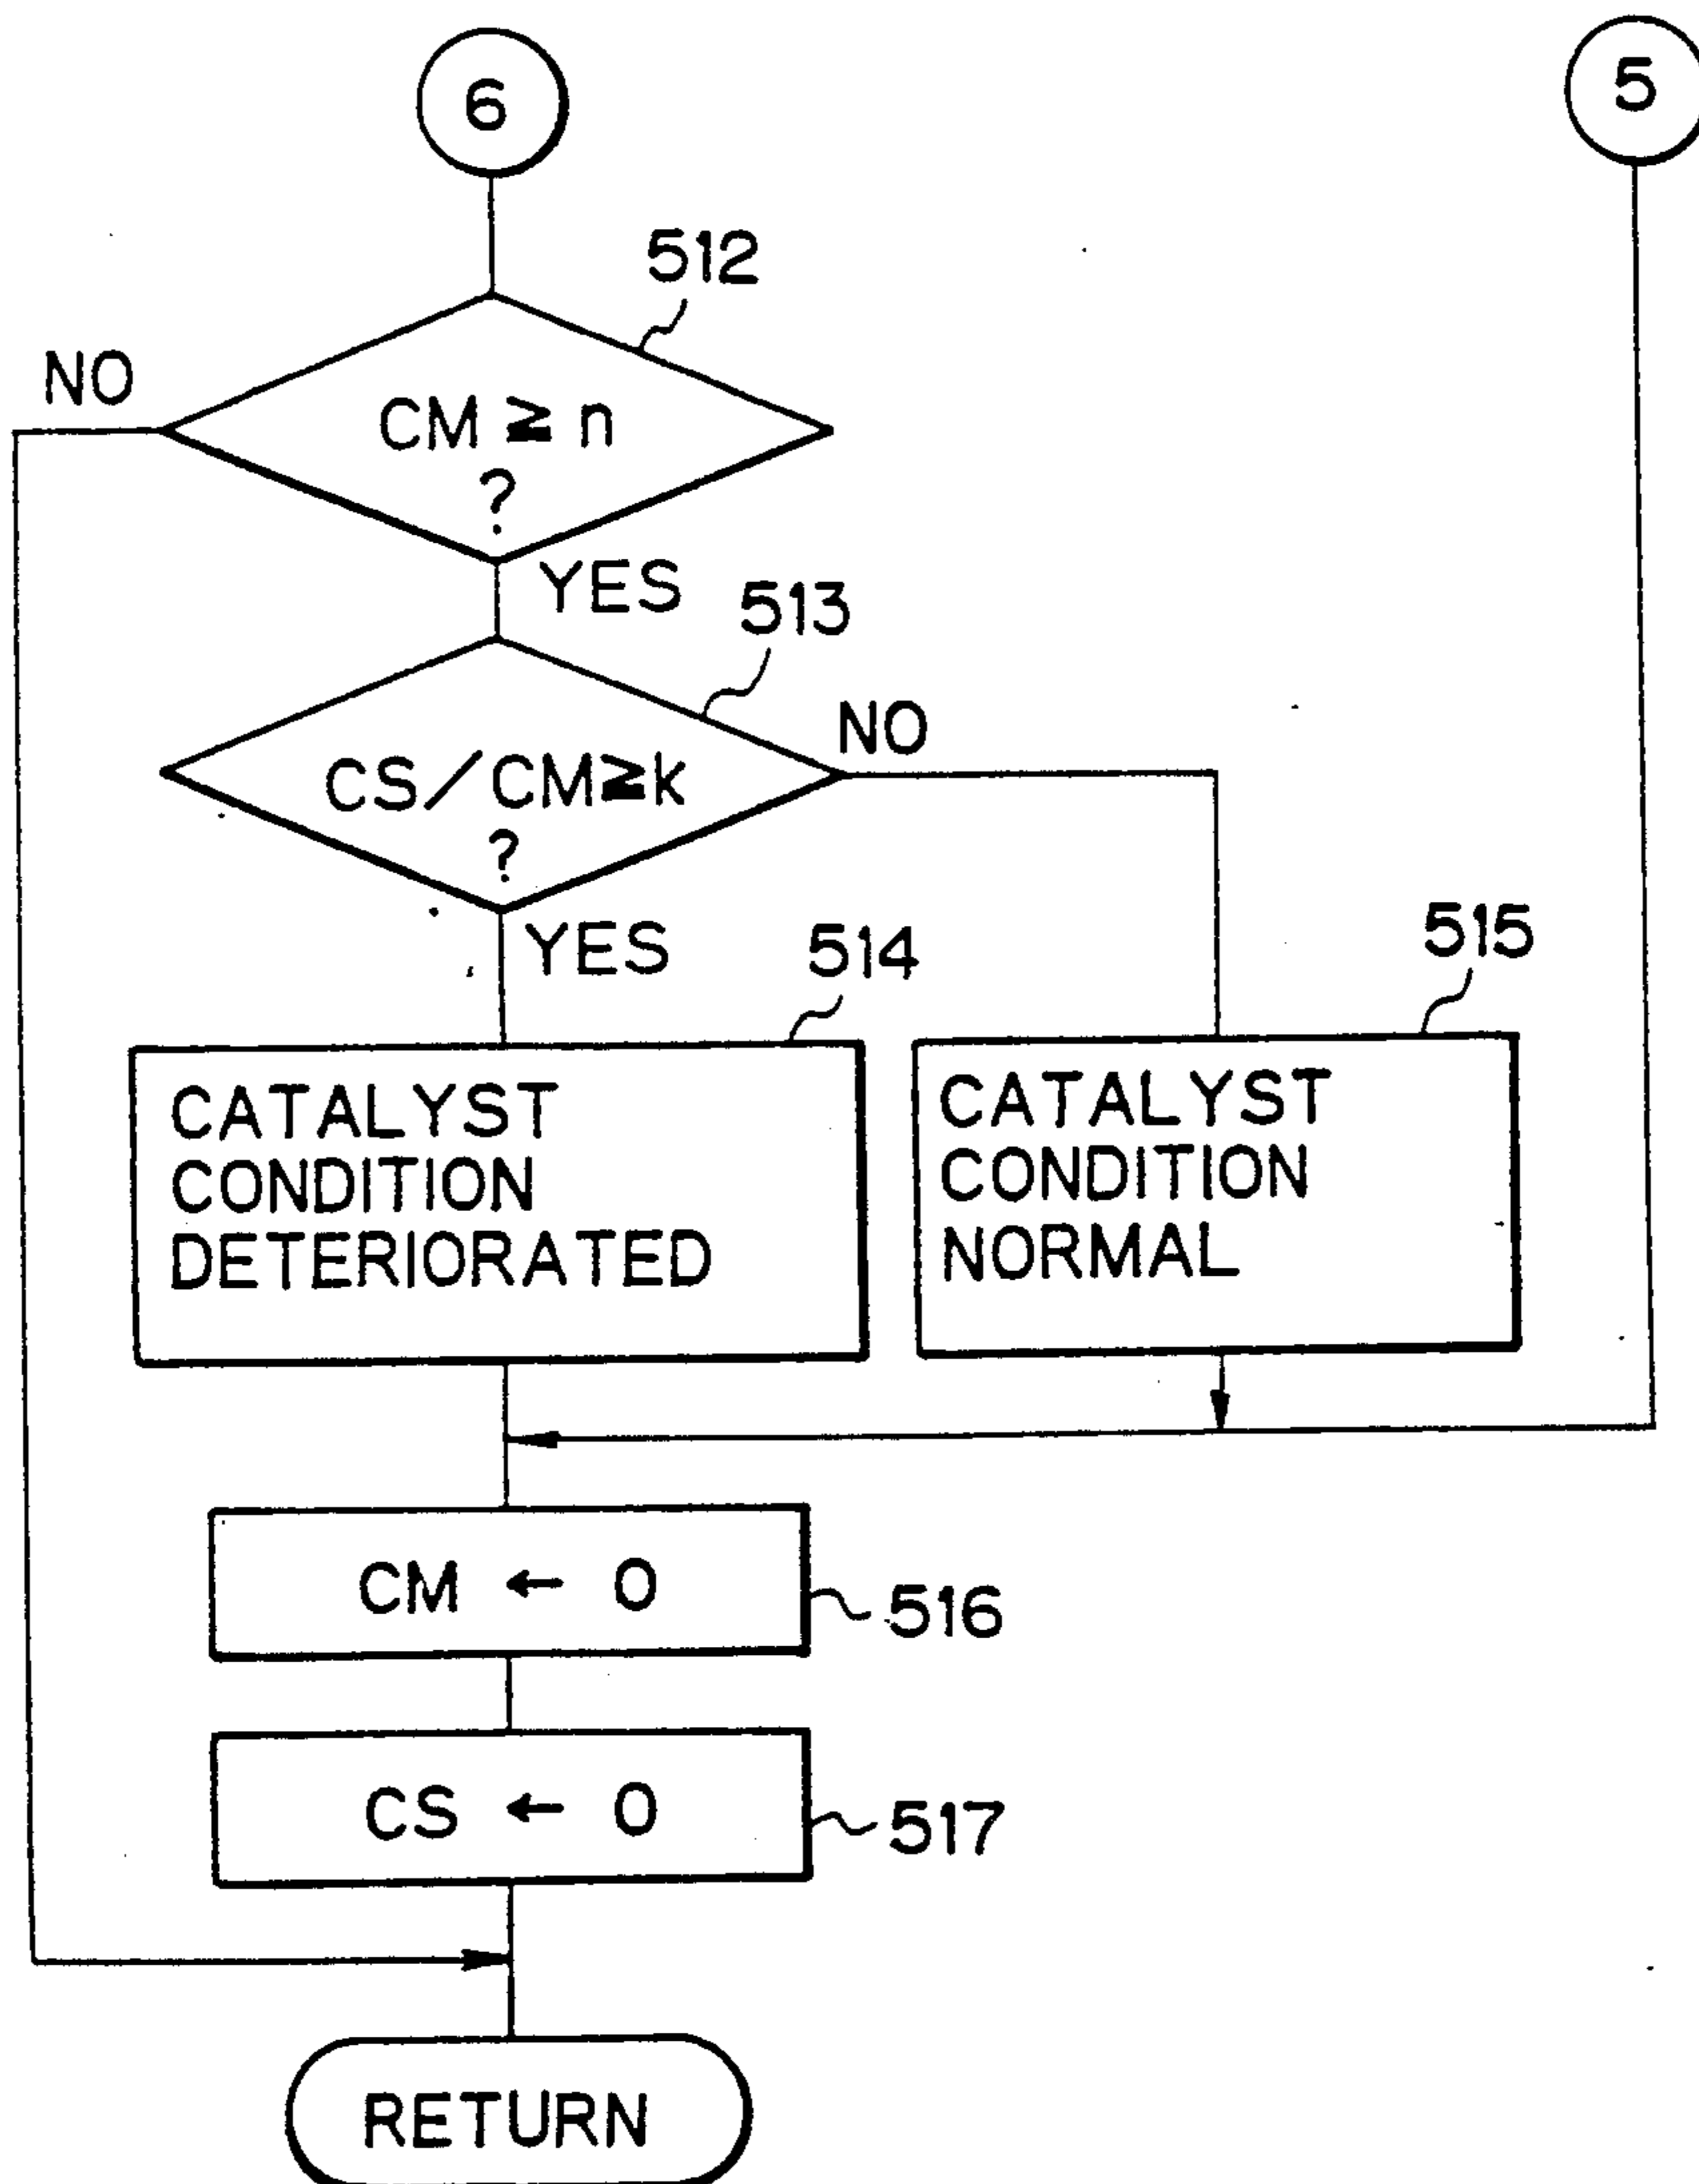 6
5
512
NO
CM ≧ n
?
YES
513
NO
CS/CM≧k
?
YES
514
515
CATALYST
CONDITION
DETERIORATED
CATALYST
CONDITION
NORMAL
CM ← 0
516
CS ← 0
517
RETURN